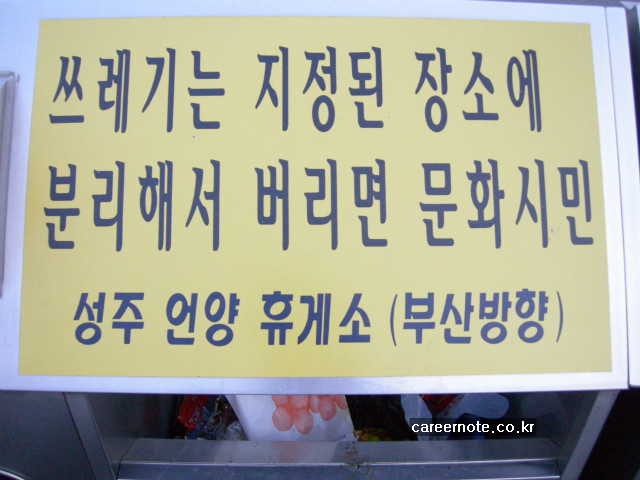 쓰레기는 지정된 장소에
분리해서 버리면 문화시민
성주 언양 휴게소 (부산방향)
careernote.co.kr